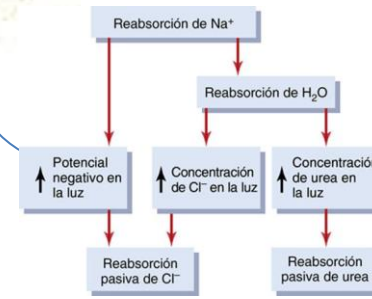 Reabsorción de Na⁺
Reabsorción de H₂O
Potencial
negativo en
la luz
Concentración
de Cl⁻ en la luz
Concentración
de urea en
la luz
Reabsorción
pasiva de Cl⁻
Reabsorción
pasiva de urea